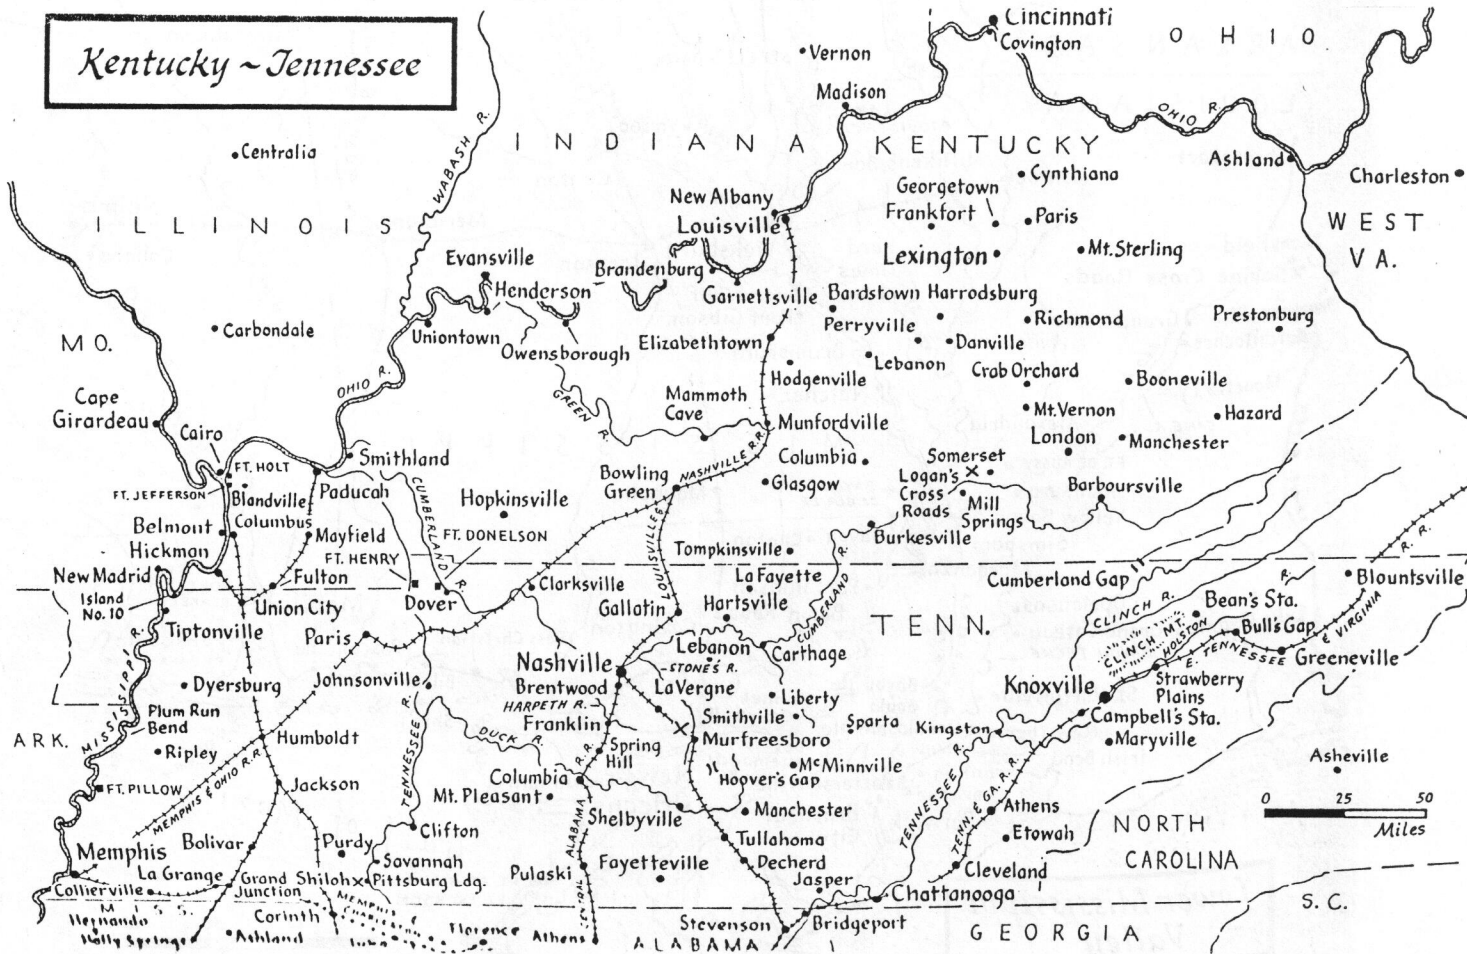 Kentucky ~ Tennessee
Cincinnati
Covington
OHIO
Vernon
Madison
OHIO R.
WABASH R.
INDIANA
KENTUCKY
Ashland
Charleston
Centralia
Cynthiana
Georgetown
New Albany
Frankfort
Paris
Louisville
WEST
VA.
ILLINOIS
Mt. Sterling
Lexington
Evansville
Brandenburg
Henderson
Garnettsville
Bardstown
Harrodsburg
Carbondale
Uniontown
Perryville
Richmond
Prestonburg
MO.
Owensborough
Elizabethtown
Danville
Lebanon
OHIO R.
Hodgenville
Crab Orchard
Booneville
Cape
Girardeau
GREEN R.
Mammoth
Cave
Mt. Vernon
Hazard
Cairo
Munfordville
London
Manchester
Smithland
NASHVILLE R.R.
Columbia
Somerset
FT. HOLT
Bowling
Green
Logan's
Cross
Roads
FT. JEFFERSON
Blandville
Paducah
Glasgow
Barboursville
Hopkinsville
Mill
Springs
Columbus
CUMBERLAND R.
Belmont
Mayfield
FT. DONELSON
Burkesville
Hickman
FT. HENRY
LOUISVILLE &
Tompkinsville
New Madrid
Fulton
Clarksville
La Fayette
Cumberland Gap
R.
Blountsville
Island
No. 10
Union City
Dover
Gallatin
Hartsville
CUMBERLAND R.
CLINCH R.
Bean's Sta.
Tiptonville
Paris
TENN.
CLINCH MT.
HOLSTON
Bull's Gap
Lebanon
Carthage
E. TENNESSEE & VIRGINIA R.R.
Greeneville
Nashville
STONE'S R.
Johnsonville
Dyersburg
Brentwood
La Vergne
Liberty
Knoxville
Strawberry
Plains
HARPETH R.
MISSISSIPPI R.
Plum Run
Bend
Franklin
Smithville
Sparta
Kingston
Campbell's Sta.
ARK.
DUCK R.
Murfreesboro
Maryville
Ripley
Humboldt
Spring
Hill
McMinnville
Asheville
TENNESSEE R.
Columbia
Hoover's Gap
FT. PILLOW
MEMPHIS & OHIO R.R.
Jackson
Mt. Pleasant
Manchester
0 25 50
Miles
Shelbyville
TENNESSEE R.
TENN. & GA. R.R.
Athens
Clifton
Tullahoma
Etowah
NORTH
CAROLINA
Bolivar
Purdy
CENTRAL ALABAMA R.R.
Memphis
La Grange
Savannah
Pulaski
Fayetteville
Decherd
Cleveland
Collierville
Grand
Junction
Shiloh
Pittsburg Ldg.
Jasper
Chattanooga
MISS.
MEMPHIS &
S.C.
Hernando
Corinth
Bridgeport
Stevenson
Holly Springs
Ashland
Iuka
Florence
Athens
ALABAMA
GEORGIA